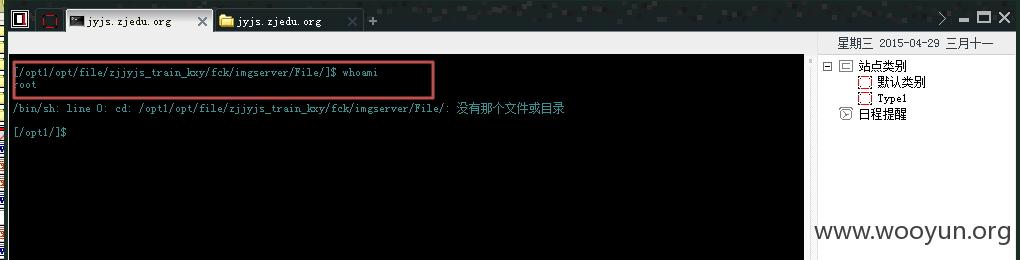 jyjs.zjedu.org
jyjs.zjedu.org
星期三 2015-04-29 三月十一
[/opt1/opt/file/zjjyjs_train_kxy/fck/imgserver/File/]$ whoami
root
/bin/sh: line 0: cd: /opt1/opt/file/zjjyjs_train_kxy/fck/imgserver/File/: 没有那个文件或目录
[/opt1/]$
站点类别
默认类别
Type1
日程提醒
www.wooyun.org